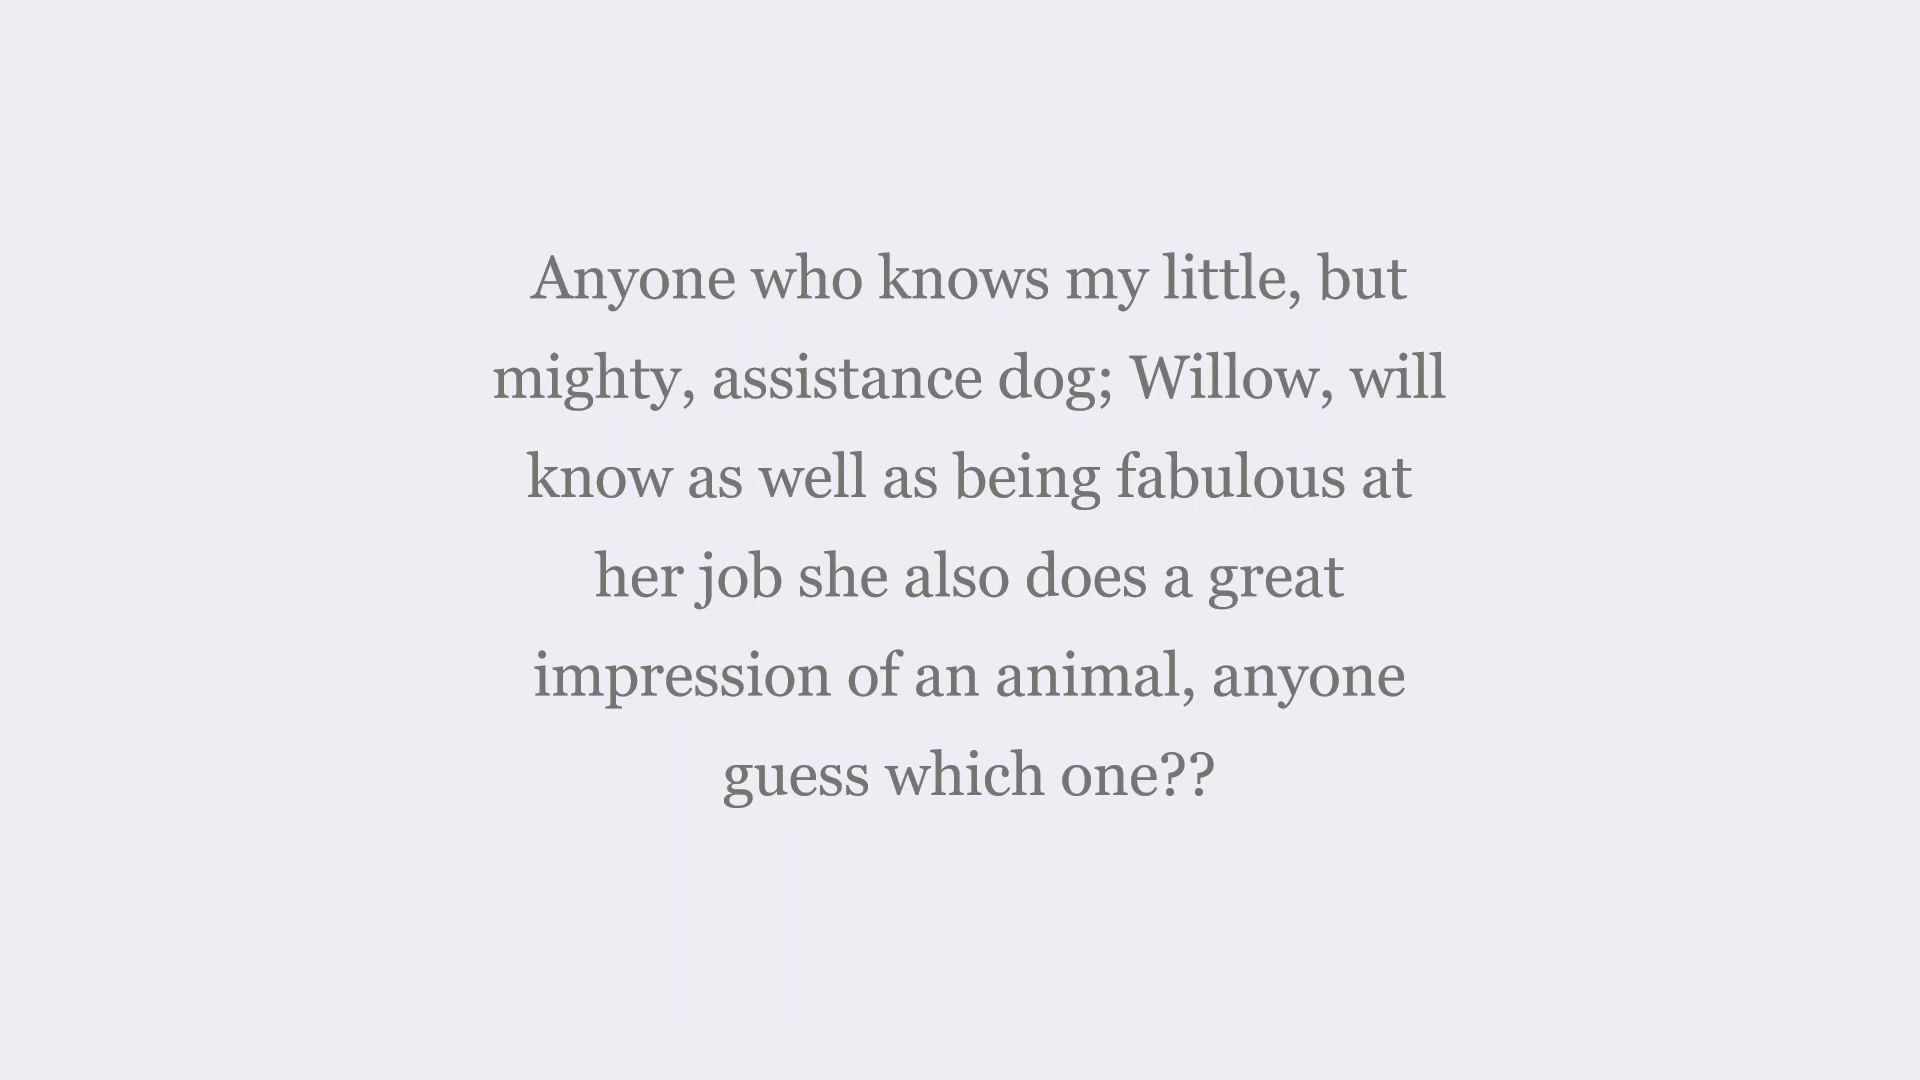 Anyone who knows my little, but
mighty, assistance dog; Willow, will
know as well as being fabulous at
her job she also does a great
impression of an animal, anyone
guess which one??